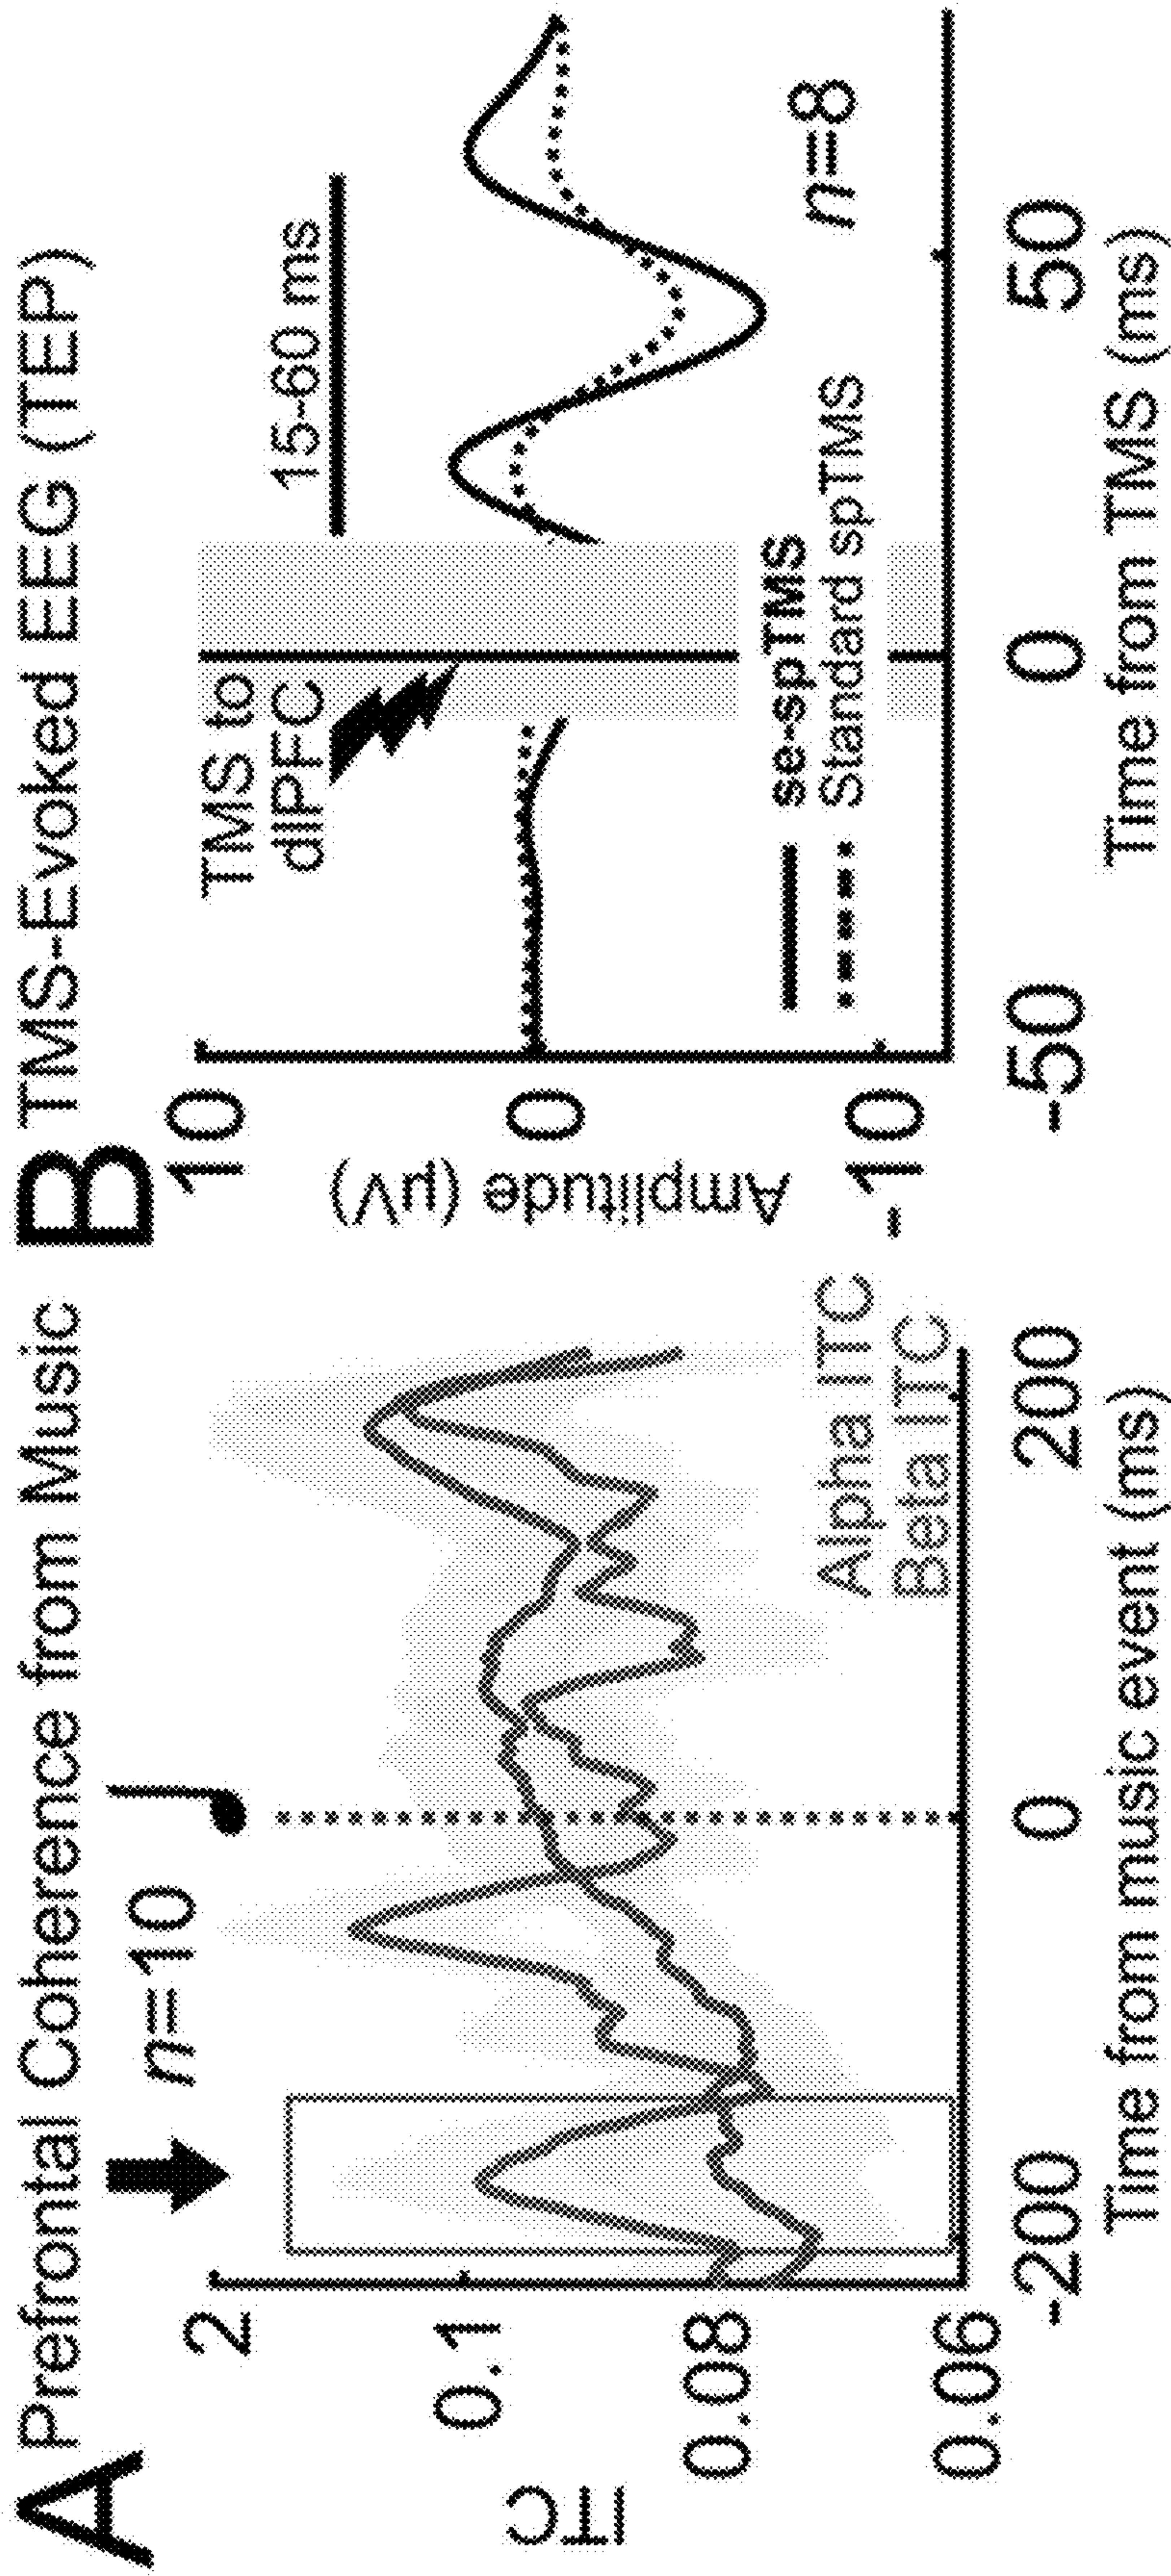 A Prefrontal Coherence from Music
n=10
2
0.1
0.08
0.06
ITC
Alpha ITC
Beta ITC
-200
0
200
Time from music event (ms)
B TMS-Evoked EEG (TEP)
TMS to
dlPFC
15-60 ms
10
0
-10
Amplitude (µV)
se-spTMS
Standard spTMS
n=8
-50
0
50
Time from TMS (ms)